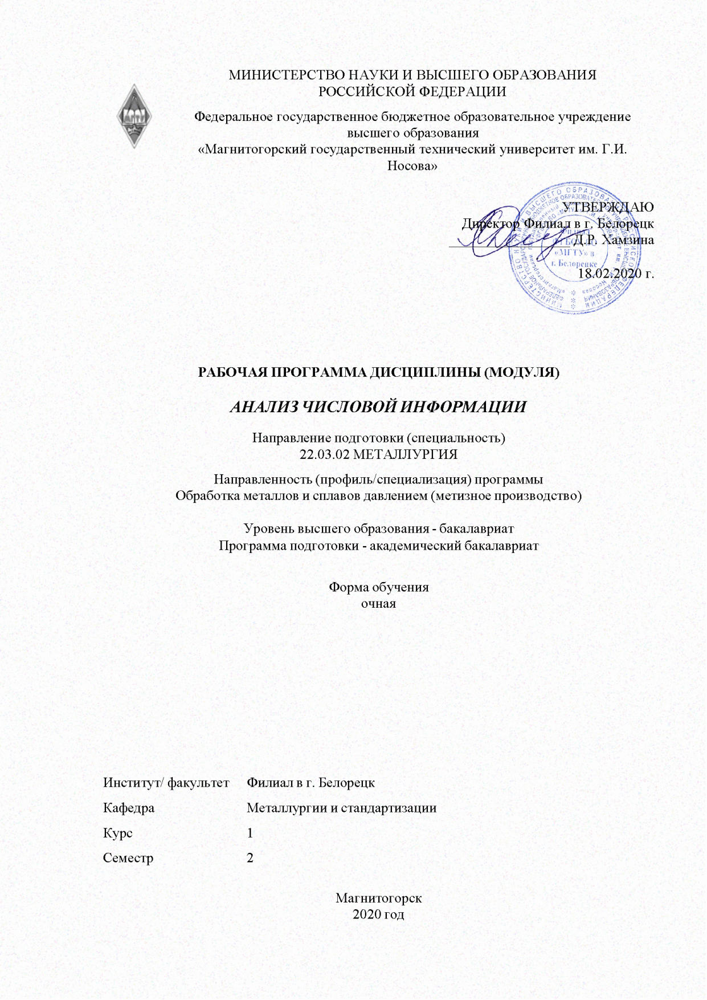 МИНИСТЕРСТВО НАУКИ И ВЫСШЕГО ОБРАЗОВАНИЯ
РОССИЙСКОЙ ФЕДЕРАЦИИ
МГТУ
Федеральное государственное бюджетное образовательное учреждение
высшего образования
«Магнитогорский государственный технический университет им. Г.И.
Носова»
УТВЕРЖДАЮ
Директор Филиал в г. Белорецк
Д.Р. Хамзина
«МГТУ» в
г. Белорецке
18.02.2020 г.
РАБОЧАЯ ПРОГРАММА ДИСЦИПЛИНЫ (МОДУЛЯ)
АНАЛИЗ ЧИСЛОВОЙ ИНФОРМАЦИИ
Направление подготовки (специальность)
22.03.02 МЕТАЛЛУРГИЯ
Направленность (профиль/специализация) программы
Обработка металлов и сплавов давлением (метизное производство)
Уровень высшего образования - бакалавриат
Программа подготовки - академический бакалавриат
Форма обучения
очная
Институт/ факультет Филиал в г. Белорецк
Кафедра Металлургии и стандартизации
Курс 1
Семестр 2
Магнитогорск
2020 год